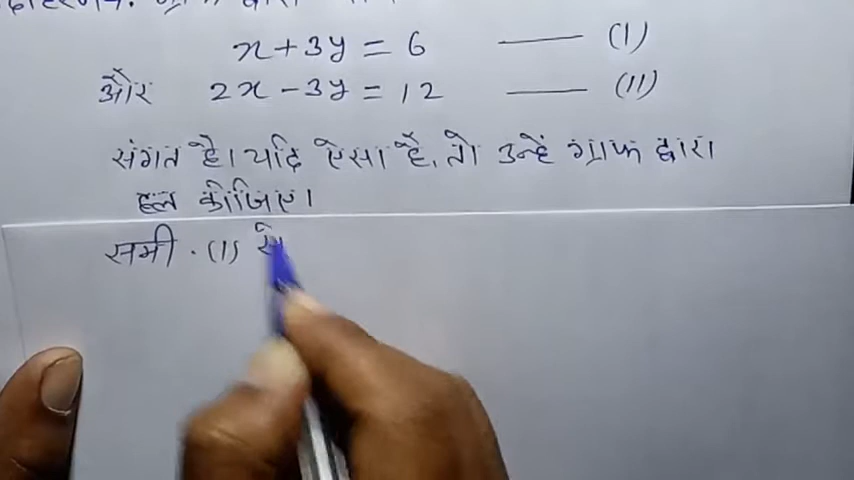 x + 3y = 6 —— (I)
और 2x - 3y = 12 —— (II)
संगत है। यदि ऐसा है, तो उन्हें ग्राफ द्वारा
हल कीजिए।
समी. (I) से